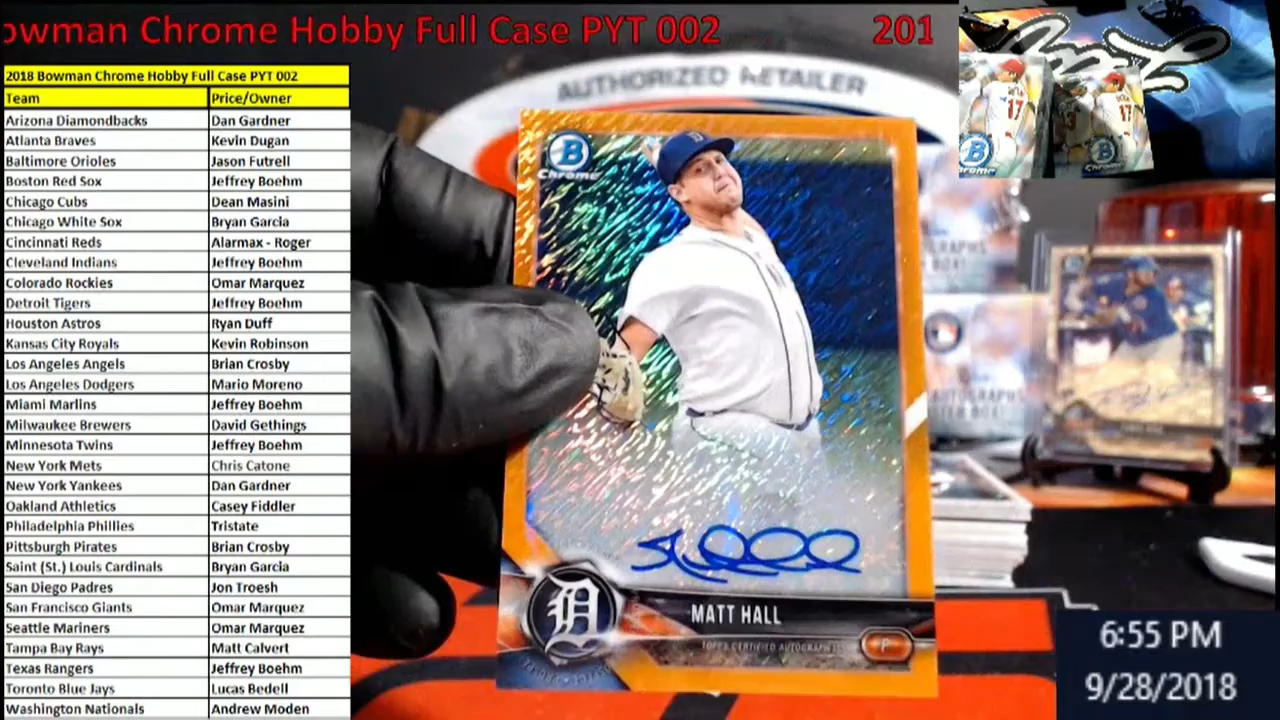 owman Chrome Hobby Full Case PYT 002 201
2018 Bowman Chrome Hobby Full Case PYT 002
Team Price/Owner
Arizona Diamondbacks Dan Gardner
Atlanta Braves Kevin Dugan
Baltimore Orioles Jason Futrell
Boston Red Sox Jeffrey Boehm
Chicago Cubs Dean Masini
Chicago White Sox Bryan Garcia
Cincinnati Reds Alarmax - Roger
Cleveland Indians Jeffrey Boehm
Colorado Rockies Omar Marquez
Detroit Tigers Jeffrey Boehm
Houston Astros Ryan Duff
Kansas City Royals Kevin Robinson
Los Angeles Angels Brian Crosby
Los Angeles Dodgers Mario Moreno
Miami Marlins Jeffrey Boehm
Milwaukee Brewers David Gethings
Minnesota Twins Jeffrey Boehm
New York Mets Chris Catone
New York Yankees Dan Gardner
Oakland Athletics Casey Fiddler
Philadelphia Phillies Tristate
Pittsburgh Pirates Brian Crosby
Saint (St.) Louis Cardinals Bryan Garcia
San Diego Padres Jon Troesh
San Francisco Giants Omar Marquez
Seattle Mariners Omar Marquez
Tampa Bay Rays Matt Calvert
Texas Rangers Jeffrey Boehm
Toronto Blue Jays Lucas Bedell
Washington Nationals Andrew Moden
AUTHORIZED RETAILER
B
Chrome
D
MATT HALL
TOPPS CERTIFIED AUTOGRAPH ISSUE
P
17
17
6:55 PM
9/28/2018